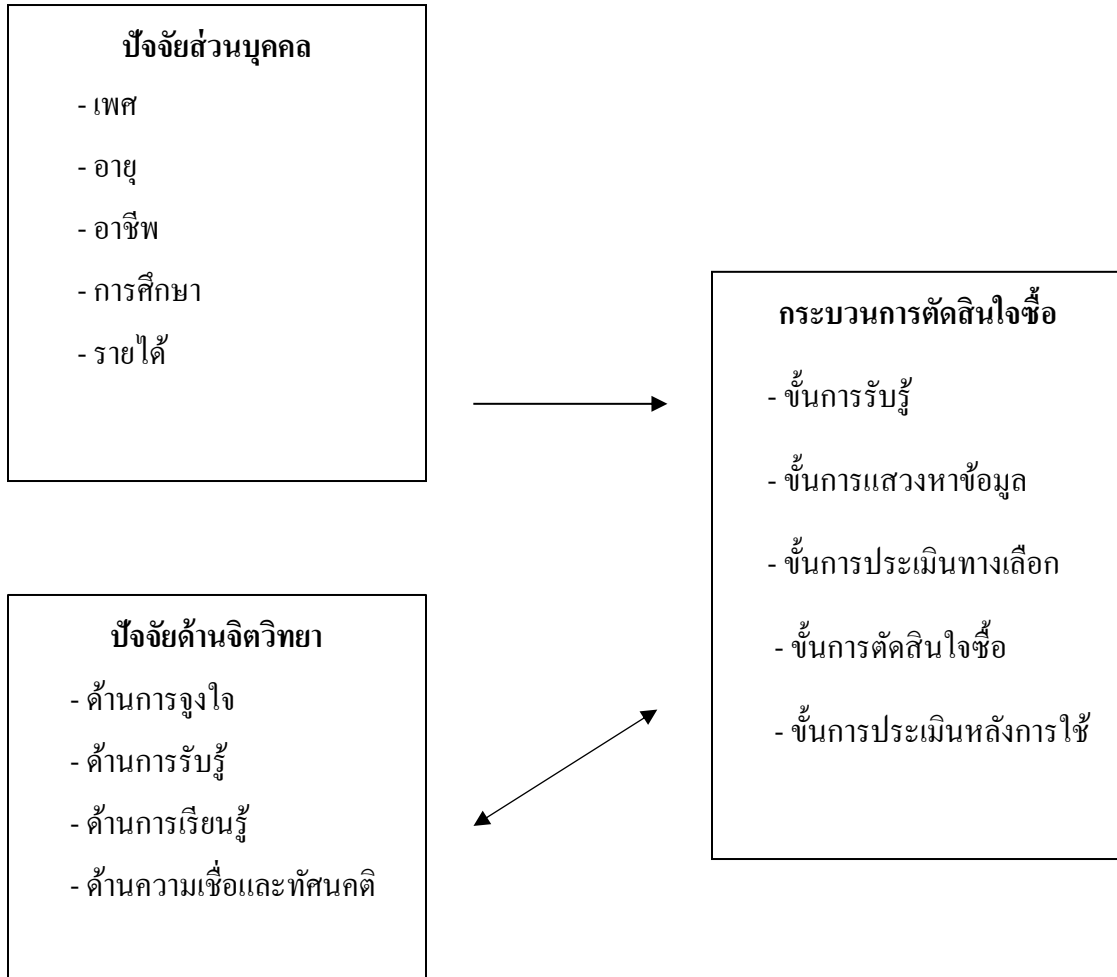 ปัจจัยส่วนบุคคล
- เพศ
- อายุ
- อาชีพ
- การศึกษา
- รายได้
ปัจจัยด้านจิตวิทยา
- ด้านการจูงใจ
- ด้านการรับรู้
- ด้านการเรียนรู้
- ด้านความเชื่อและทัศนคติ
กระบวนการตัดสินใจซื้อ
- ขั้นการรับรู้
- ขั้นการแสวงหาข้อมูล
- ขั้นการประเมินทางเลือก
- ขั้นการตัดสินใจซื้อ
- ขั้นการประเมินหลังการใช้